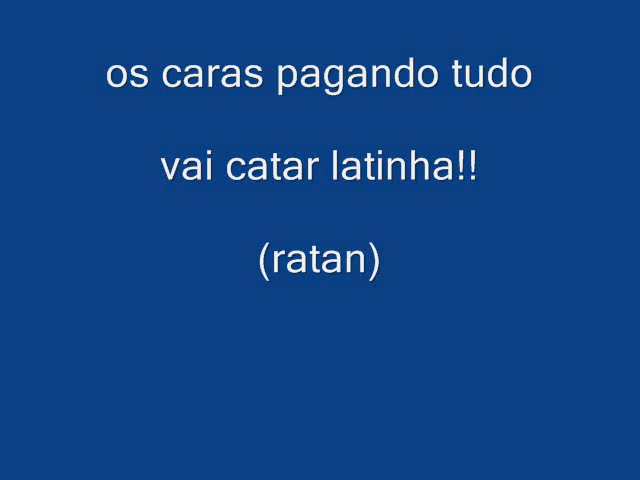 os caras pagando tudo
vai catar latinha!!
(ratan)